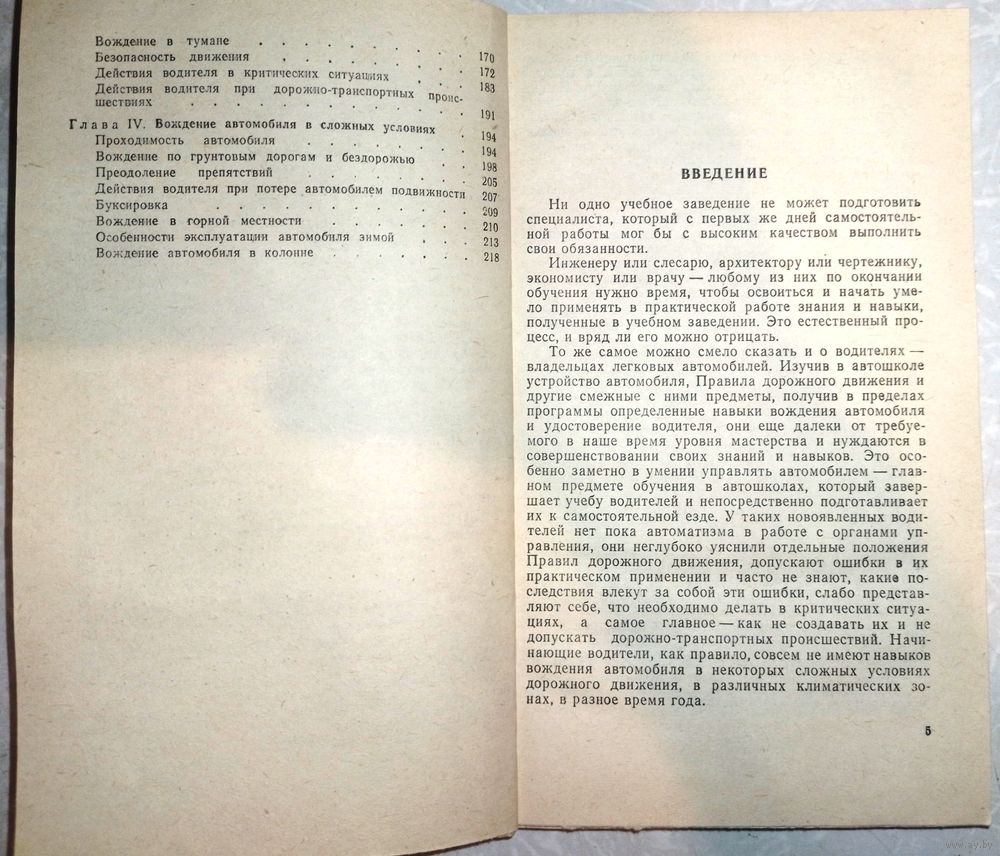 Вождение в тумане . . . . . . . . . 170
Безопасность движения . . . . . . . . 172
Действия водителя в критических ситуациях . . . 183
Действия водителя при дорожно-транспортных проис-
шествиях . . . . . . . . . . . . 191
Глава IV. Вождение автомобиля в сложных условиях . 194
Проходимость автомобиля . . . . . . . 194
Вождение по грунтовым дорогам и бездорожью . . 198
Преодоление препятствий . . . . . . . . 205
Действия водителя при потере автомобилем подвижности 207
Буксировка . . . . . . . . . . . 209
Вождение в горной местности . . . . . . 210
Особенности эксплуатации автомобиля зимой . . . 213
Вождение автомобиля в колонне . . . . . . 218
ВВЕДЕНИЕ
Ни одно учебное заведение не может подготовить
специалиста, который с первых же дней самостоятель-
ной работы мог бы с высоким качеством выполнить
свои обязанности.
Инженеру или слесарю, архитектору или чертежнику,
экономисту или врачу — любому из них по окончании
обучения нужно время, чтобы освоиться и начать уме-
ло применять в практической работе знания и навыки,
полученные в учебном заведении. Это естественный про-
цесс, и вряд ли его можно отрицать.
То же самое можно смело сказать и о водителях —
владельцах легковых автомобилей. Изучив в автошколе
устройство автомобиля, Правила дорожного движения и
другие смежные с ними предметы, получив в пределах
программы определенные навыки вождения автомобиля
и удостоверение водителя, они еще далеки от требуе-
мого в наше время уровня мастерства и нуждаются в
совершенствовании своих знаний и навыков. Это осо-
бенно заметно в умении управлять автомобилем — глав-
ном предмете обучения в автошколах, который завер-
шает учебу водителей и непосредственно подготавливает
их к самостоятельной езде. У таких новоявленных води-
телей нет пока автоматизма в работе с органами уп-
равления, они неглубоко уяснили отдельные положения
Правил дорожного движения, допускают ошибки в их
практическом применении и часто не знают, какие по-
следствия влекут за собой эти ошибки, слабо представ-
ляют себе, что необходимо делать в критических ситуа-
циях, а самое главное — как не создавать их и не
допускать дорожно-транспортных происшествий. Начи-
нающие водители, как правило, совсем не имеют навыков
вождения автомобиля в некоторых сложных условиях
дорожного движения, в различных климатических зо-
нах, в разное время года.
5
www.ay.by